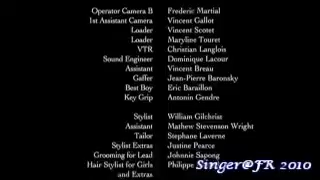 Operator Camera B Frederic Martial
1st Assistant Camera Vincent Gallot
Loader Vincent Scotet
Loader Maryline Touret
VTR Christian Langlois
Sound Engineer Dominique Lacour
Assistant Vincent Breau
Gaffer Jean-Pierre Baronsky
Best Boy Eric Baraillon
Key Grip Antonin Gendre
Stylist William Gilchrist
Assistant Mathew Stevenson Wright
Tailor Stephane Laverne
Stylist Extras Justine Pearce
Grooming for Lead Johnnie Sapong
Hair Stylist for Girls Philippe
and Extras
Singer@FR 2010